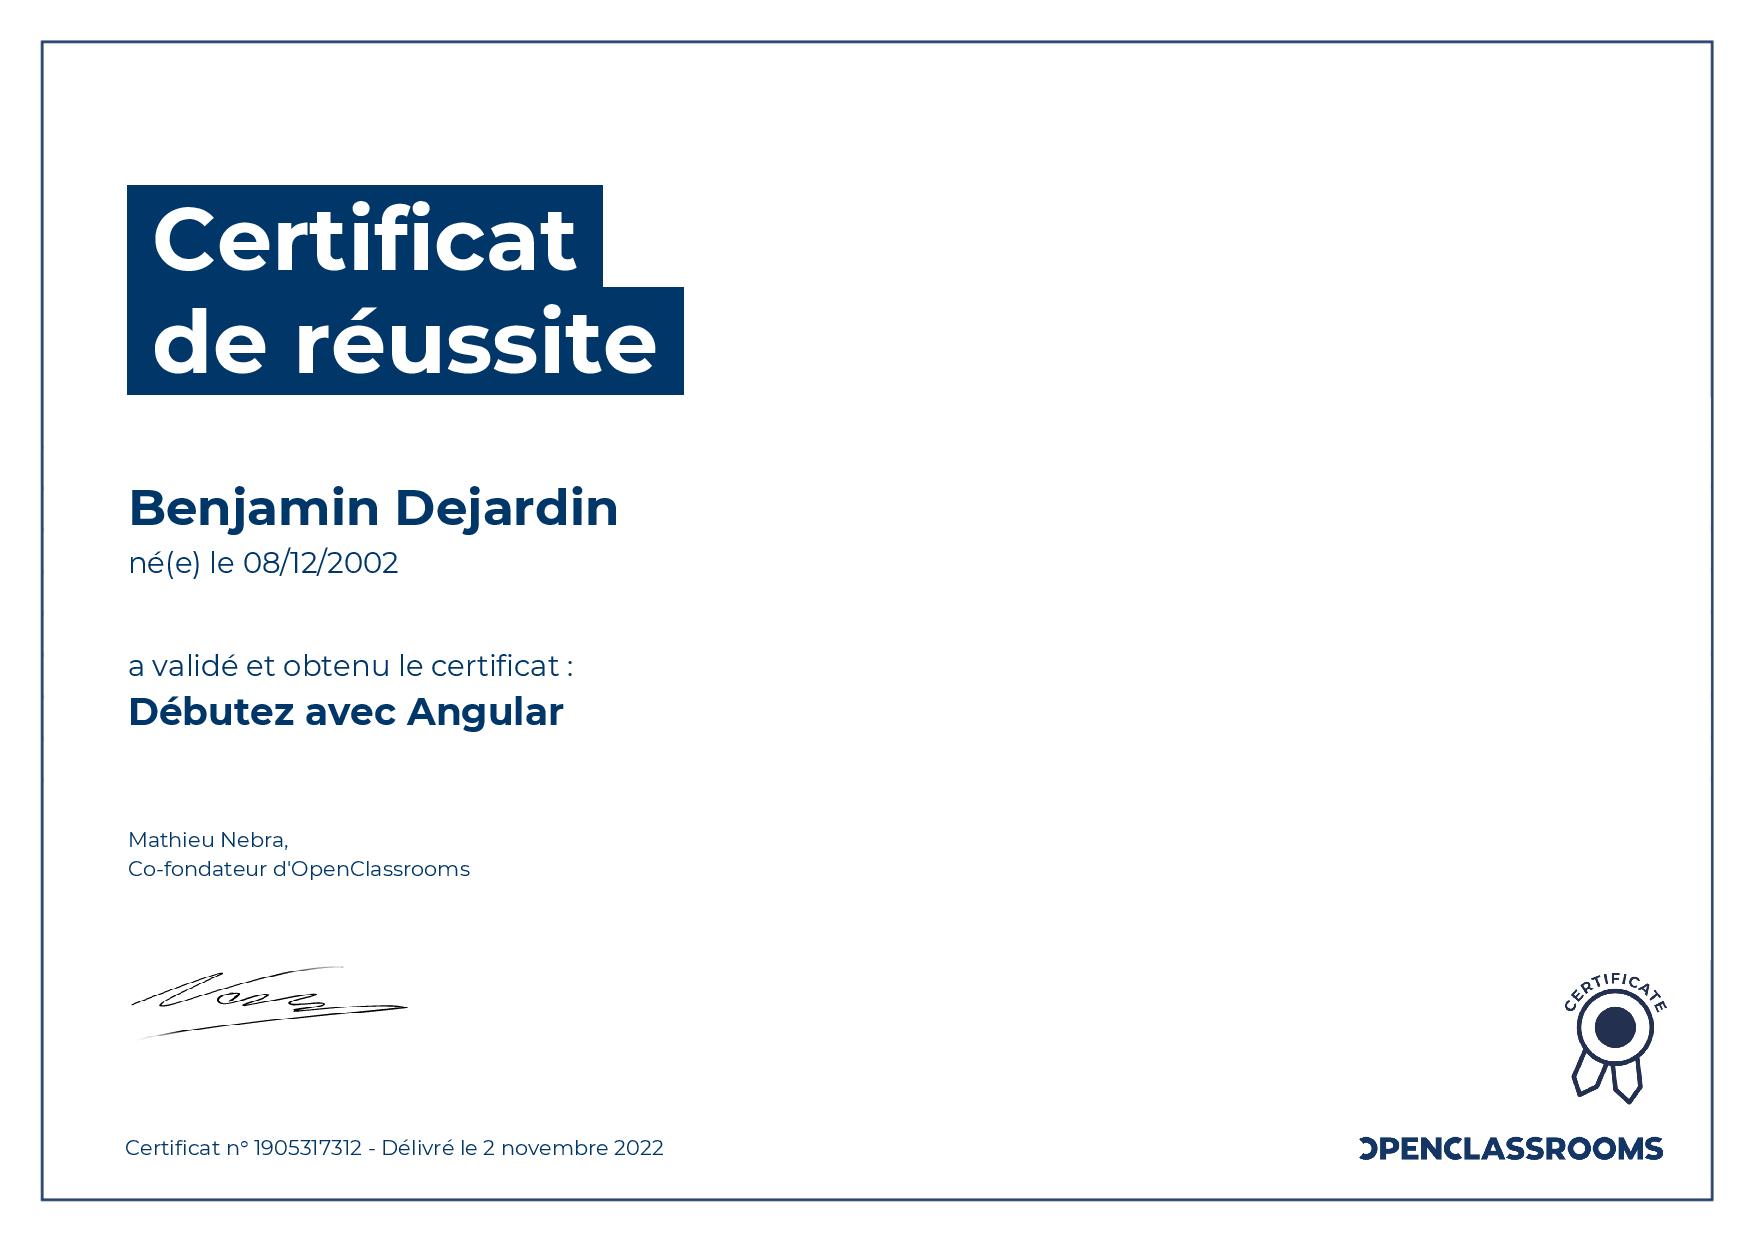 Certificat
de réussite
Benjamin Dejardin
né(e) le 08/12/2002
a validé et obtenu le certificat :
Débutez avec Angular
Mathieu Nebra,
Co-fondateur d'OpenClassrooms
CERTIFICATE
Certificat n° 1905317312 - Délivré le 2 novembre 2022
OPENCLASSROOMS